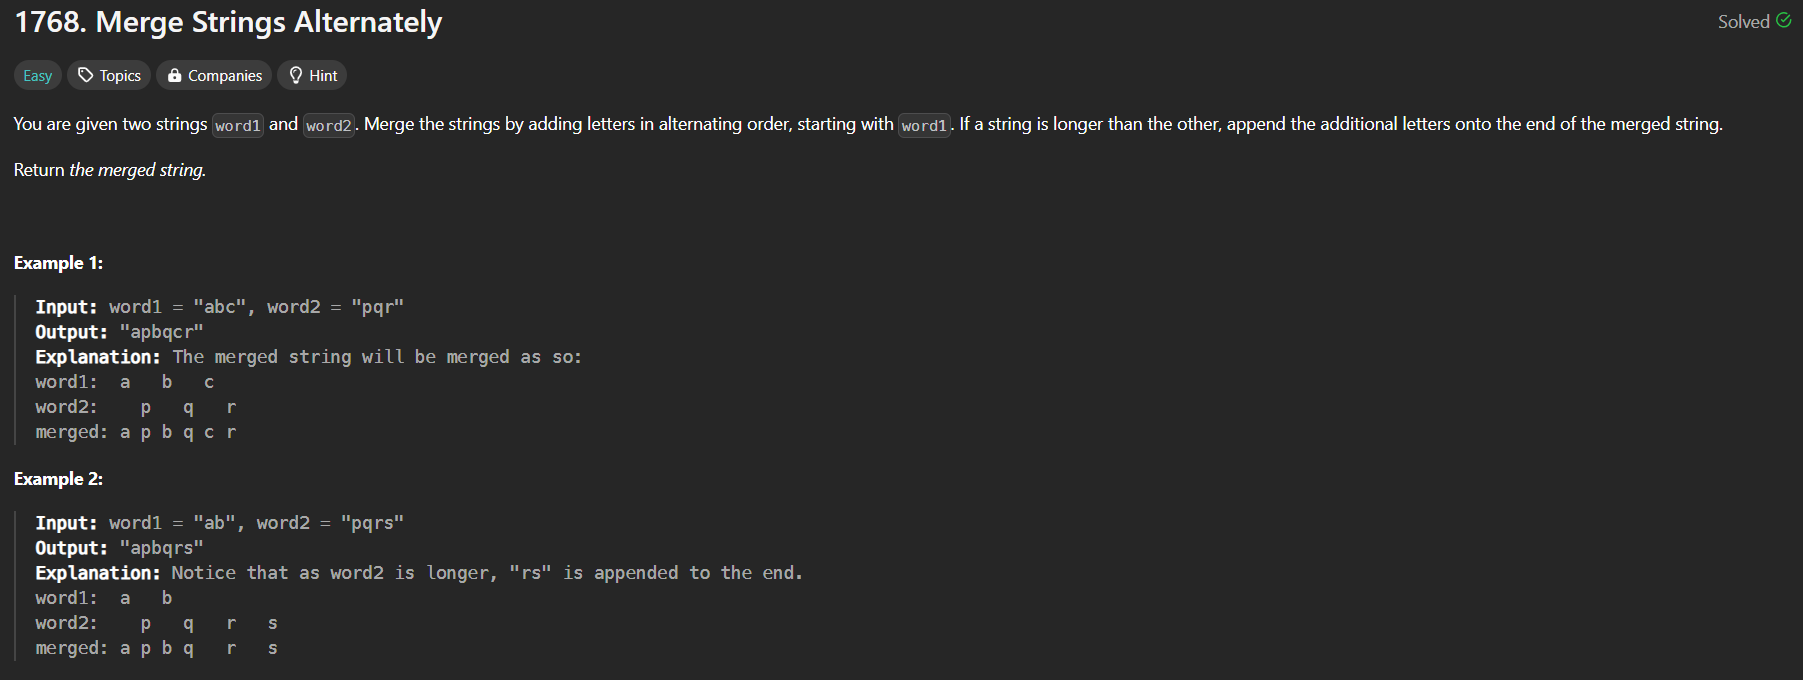 1768. Merge Strings Alternately
Solved
Easy Topics Companies Hint
You are given two strings word1 and word2. Merge the strings by adding letters in alternating order, starting with word1. If a string is longer than the other, append the additional letters onto the end of the merged string.
Return the merged string.
Example 1:
Input: word1 = "abc", word2 = "pqr"
Output: "apbqcr"
Explanation: The merged string will be merged as so:
word1:  a   b   c
word2:    p   q   r
merged: a p b q c r
Example 2:
Input: word1 = "ab", word2 = "pqrs"
Output: "apbqrs"
Explanation: Notice that as word2 is longer, "rs" is appended to the end.
word1:  a   b
word2:    p   q   r   s
merged: a p b q   r   s